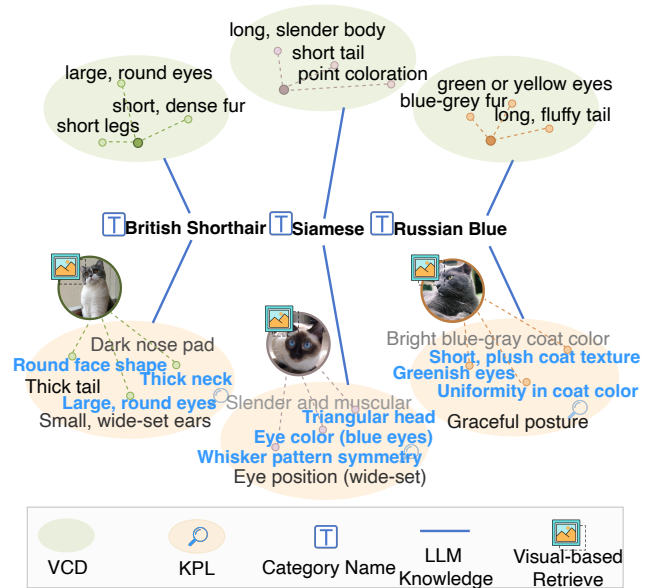 long, slender body
short tail
point coloration
large, round eyes
short, dense fur
short legs
green or yellow eyes
blue-grey fur
long, fluffy tail
T British Shorthair
T Siamese
T Russian Blue
Dark nose pad
Round face shape
Thick neck
Thick tail
Large, round eyes
Small, wide-set ears
Slender and muscular
Triangular head
Eye color (blue eyes)
Whisker pattern symmetry
Eye position (wide-set)
Bright blue-gray coat color
Short, plush coat texture
Greenish eyes
Uniformity in coat color
Graceful posture
VCD
KPL
T
Category Name
LLM
Knowledge
Visual-based
Retrieve